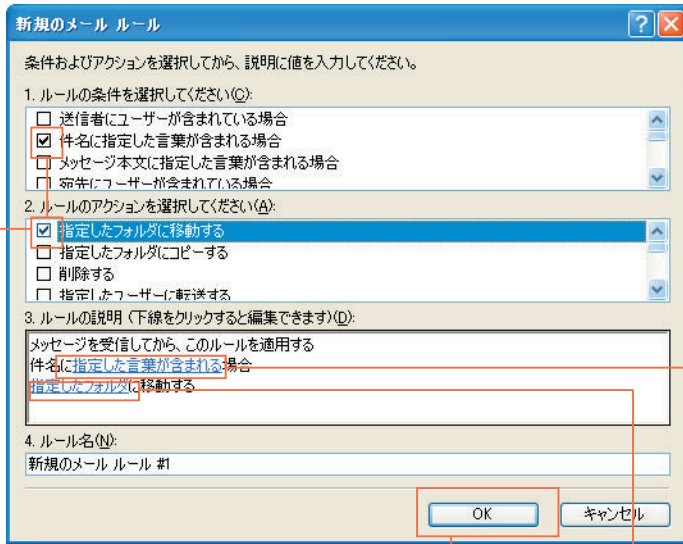 新規のメール ルール
条件およびアクションを選択してから、説明に値を入力してください。
1. ルールの条件を選択してください(C):
送信者にユーザーが含まれている場合
件名に指定した言葉が含まれる場合
メッセージ本文に指定した言葉が含まれる場合
宛先にユーザーが含まれている場合
2. ルールのアクションを選択してください(A):
指定したフォルダに移動する
指定したフォルダにコピーする
削除する
指定したユーザーに転送する
3. ルールの説明 (下線をクリックすると編集できます)(D):
メッセージを受信してから、このルールを適用する
件名に指定した言葉が含まれる場合
指定したフォルダに移動する
4. ルール名(N):
新規のメール ルール #1
OK
キャンセル